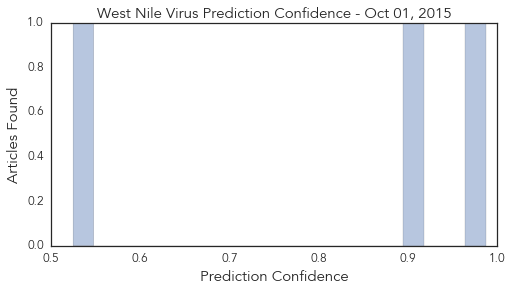 West Nile Virus Prediction Confidence - Oct 01, 2015
1.0
0.8
0.6
0.4
0.2
0.0
Articles Found
0.5 0.6 0.7 0.8 0.9 1.0
Prediction Confidence